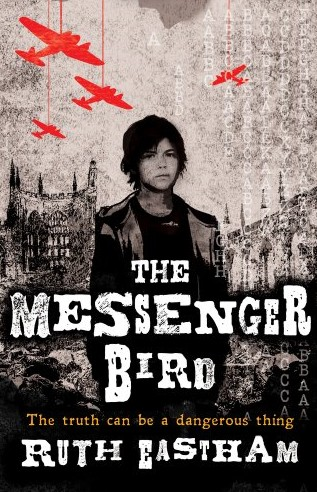 THE
MESSENGER
BIRD
The truth can be a dangerous thing
RUTH EASTHAM